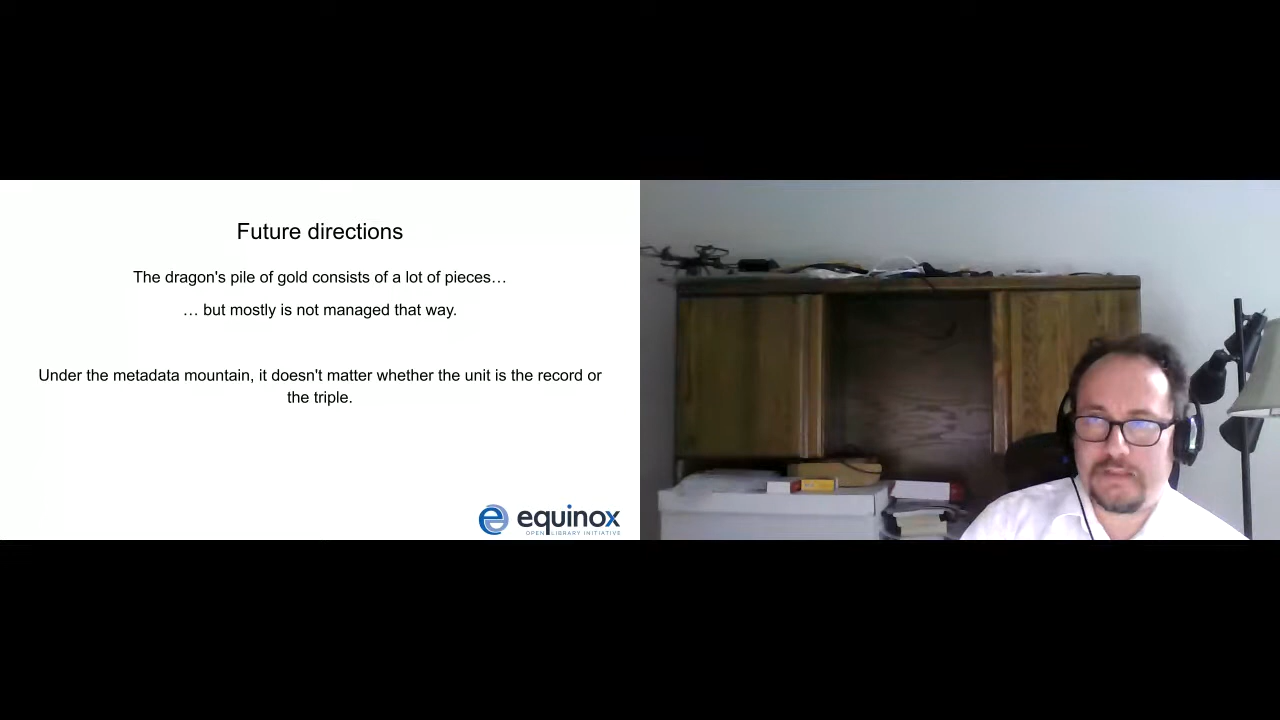 Future directions
The dragon's pile of gold consists of a lot of pieces…
… but mostly is not managed that way.
Under the metadata mountain, it doesn't matter whether the unit is the record or
the triple.
equinox
OPEN LIBRARY INITIATIVE